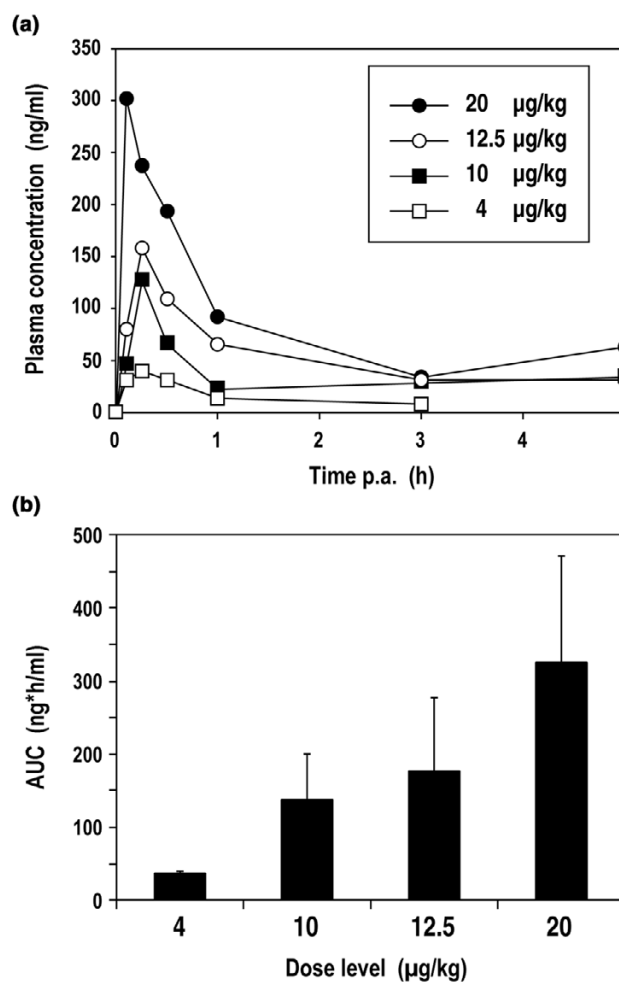 (a)
350
300
250
200
150
100
50
0
Plasma concentration (ng/ml)
20 µg/kg
12.5 µg/kg
10 µg/kg
4 µg/kg
0 1 2 3 4
Time p.a. (h)
(b)
500
400
300
200
100
0
AUC (ng*h/ml)
4 10 12.5 20
Dose level (µg/kg)